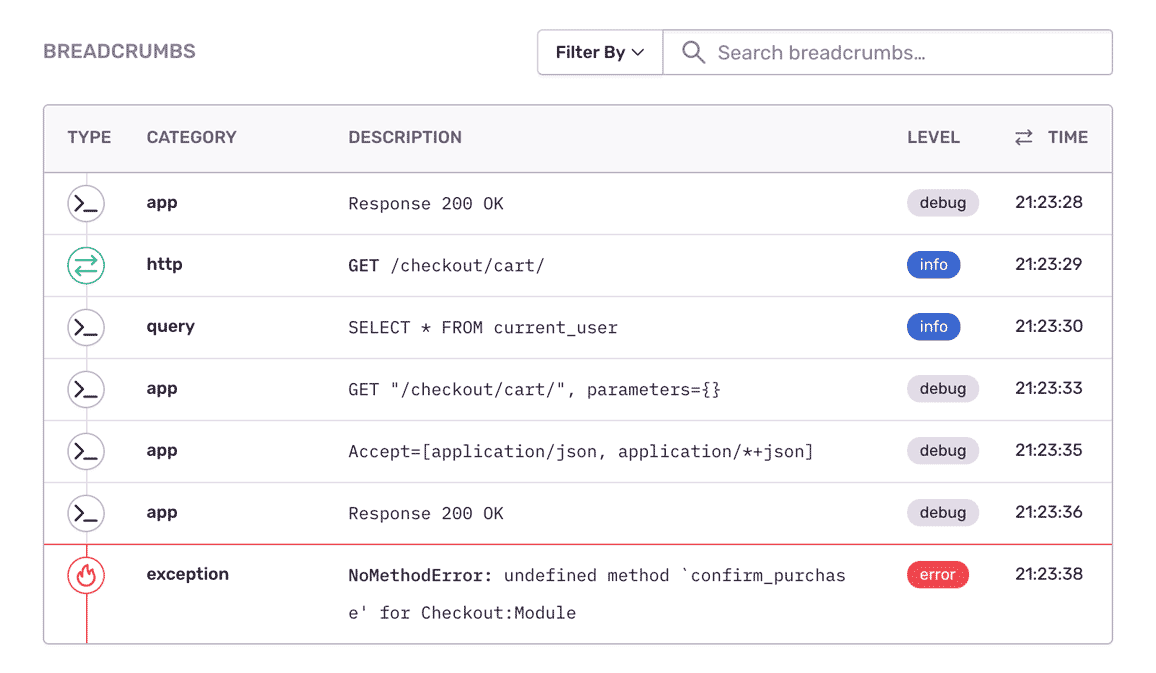 BREADCRUMBS
Filter By
Search breadcrumbs…
TYPE CATEGORY DESCRIPTION LEVEL TIME
app Response 200 OK debug 21:23:28
http GET /checkout/cart/ info 21:23:29
query SELECT * FROM current_user info 21:23:30
app GET "/checkout/cart/", parameters={} debug 21:23:33
app Accept=[application/json, application/*+json] debug 21:23:35
app Response 200 OK debug 21:23:36
exception NoMethodError: undefined method `confirm_purchas error 21:23:38
e' for Checkout:Module